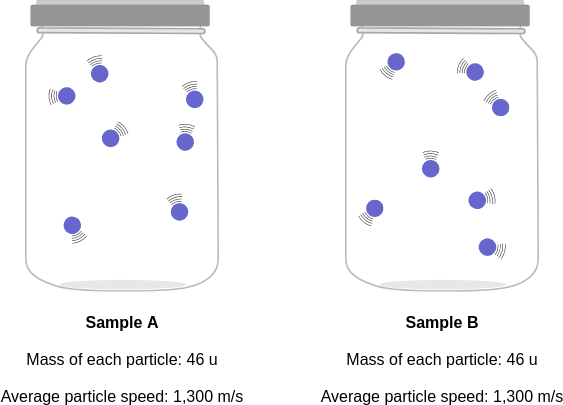 Sample A
Mass of each particle: 46 u
Average particle speed: 1,300 m/s
Sample B
Mass of each particle: 46 u
Average particle speed: 1,300 m/s